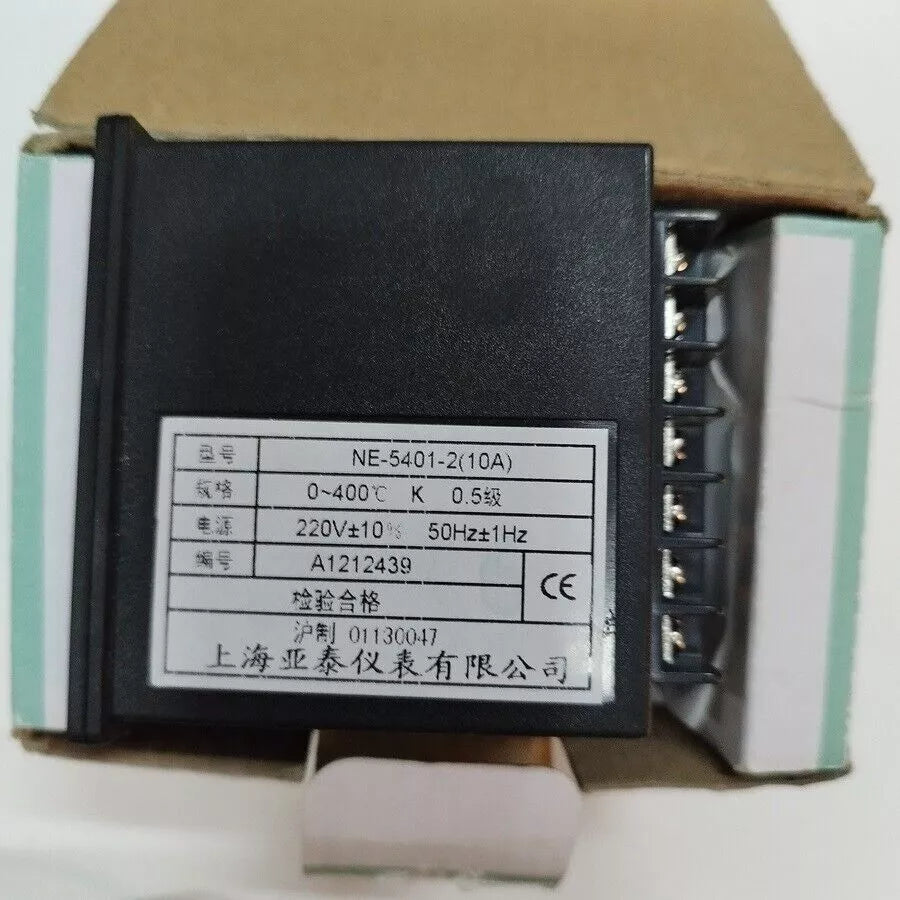 型号 NE-5401-2(10A)
规格 0~400℃ K 0.5级
电源 220V±10% 50Hz±1Hz
编号 A1212439
CE
检验合格
沪制 01130047
上海亚泰仪表有限公司